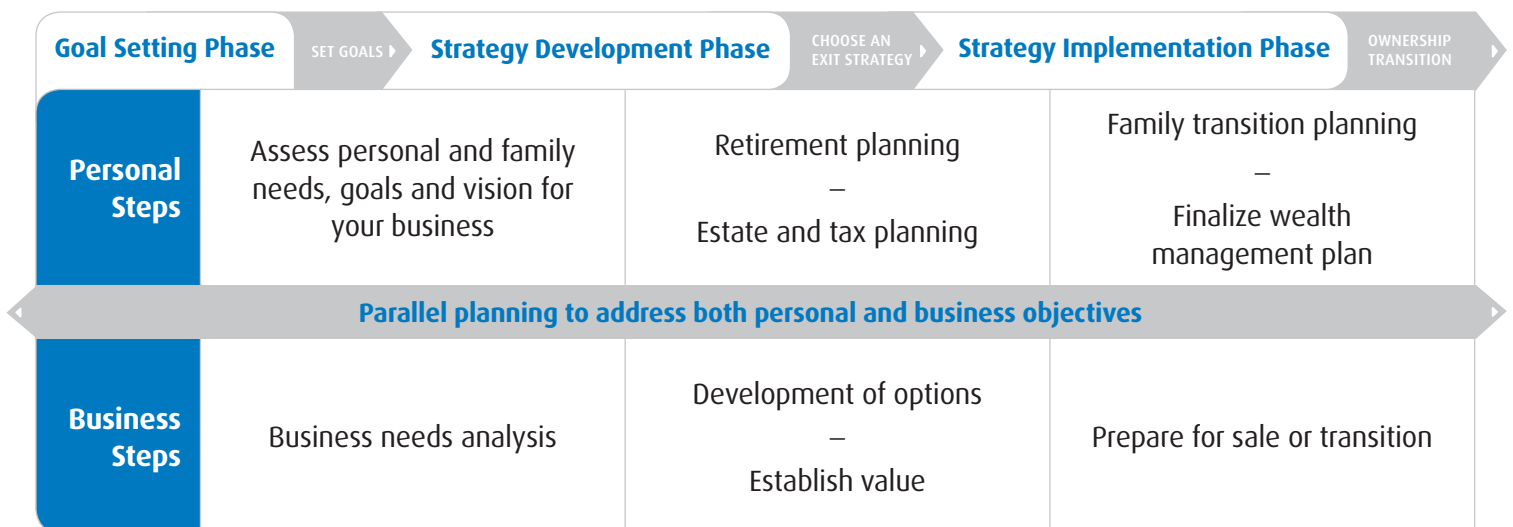 Goal Setting Phase
SET GOALS
Strategy Development Phase
CHOOSE AN
EXIT STRATEGY
Strategy Implementation Phase
OWNERSHIP
TRANSITION
Personal
Steps
Assess personal and family
needs, goals and vision for
your business
Retirement planning
–
Estate and tax planning
Family transition planning
–
Finalize wealth
management plan
Parallel planning to address both personal and business objectives
Business
Steps
Business needs analysis
Development of options
–
Establish value
Prepare for sale or transition